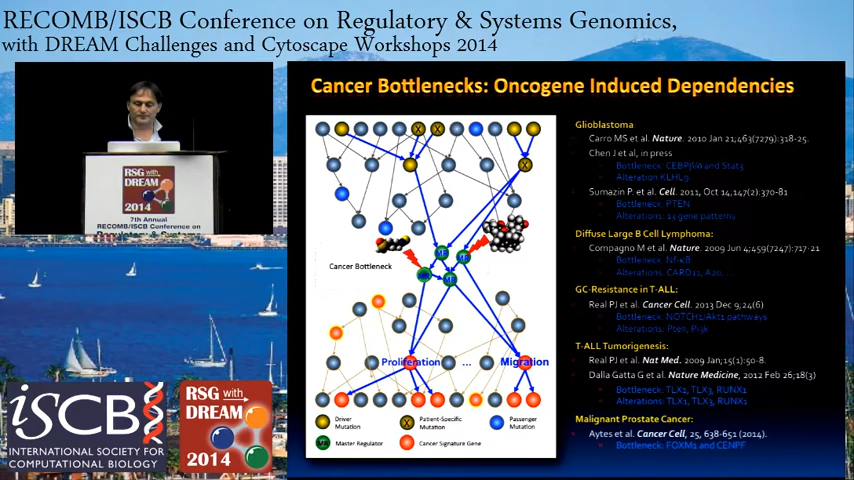 RECOMB/ISCB Conference on Regulatory & Systems Genomics,
with DREAM Challenges and Cytoscape Workshops 2014
RSG with
DREAM
2014
7th Annual
RECOMB/ISCB Conference on
Cancer Bottlenecks: Oncogene Induced Dependencies
X X
X
MR
MR
MR
MR
Cancer Bottleneck
Proliferation ... Migration
Driver Mutation
X Patient-Specific Mutation
Passenger Mutation
MR Master Regulator
Cancer Signature Gene
Glioblastoma
Carro MS et al. Nature. 2010 Jan 21;463(7279):318-25.
Chen J et al, in press
Bottleneck: CEBPβ/δ and Stat3
Alteration KLHL9
Sumazin P. et al. Cell. 2011, Oct 14,147(2):370-81
Bottleneck: PTEN
Alterations: 13 gene patterns
Diffuse Large B Cell Lymphoma:
Compagno M et al. Nature. 2009 Jun 4;459(7247):717-21
Bottleneck: Nf-κB
Alterations: CARD11, A20, ...
GC-Resistance in T-ALL:
Real PJ et al. Cancer Cell. 2013 Dec 9;24(6)
Bottleneck: NOTCH1/Akt1 pathways
Alterations: Pten, Pi3k
T-ALL Tumorigenesis:
Real PJ et al. Nat Med. 2009 Jan;15(1):50-8.
Dalla Gatta G et al. Nature Medicine, 2012 Feb 26;18(3)
Bottleneck: TLX1, TLX3, RUNX1
Alterations: TLX1, TLX3, RUNX1
Malignant Prostate Cancer:
Aytes et al. Cancer Cell, 25, 638-651 (2014).
Bottleneck: FOXM1 and CENPF
iSCB
INTERNATIONAL SOCIETY FOR
COMPUTATIONAL BIOLOGY
RSG with
DREAM
2014